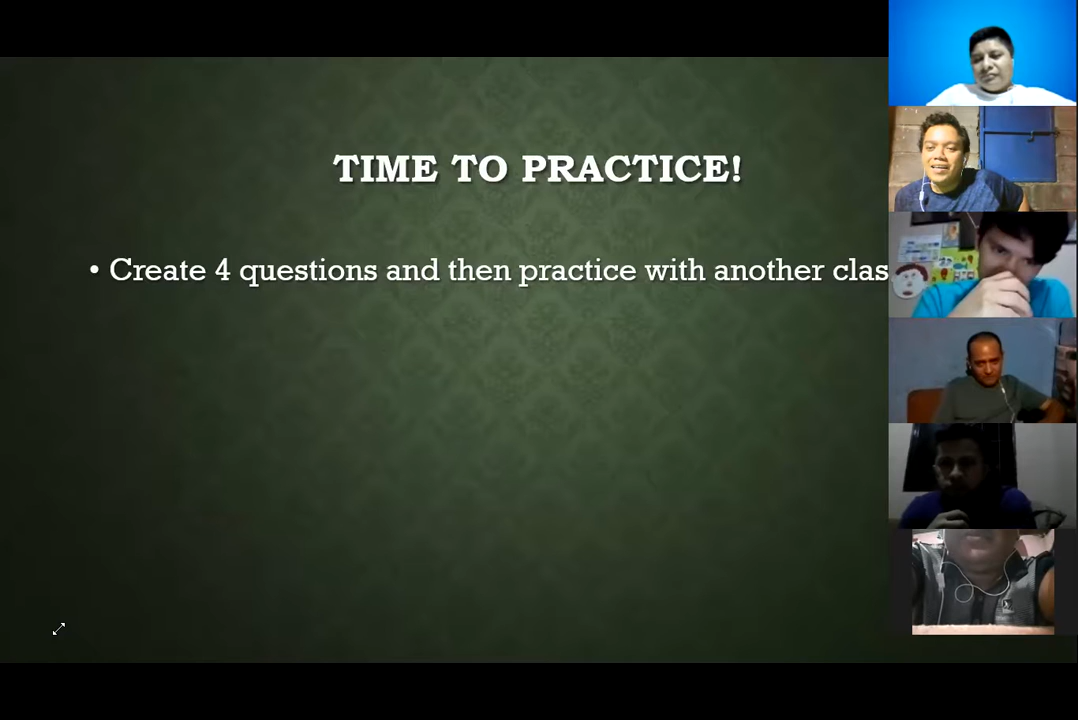 TIME TO PRACTICE!
• Create 4 questions and then practice with another clas